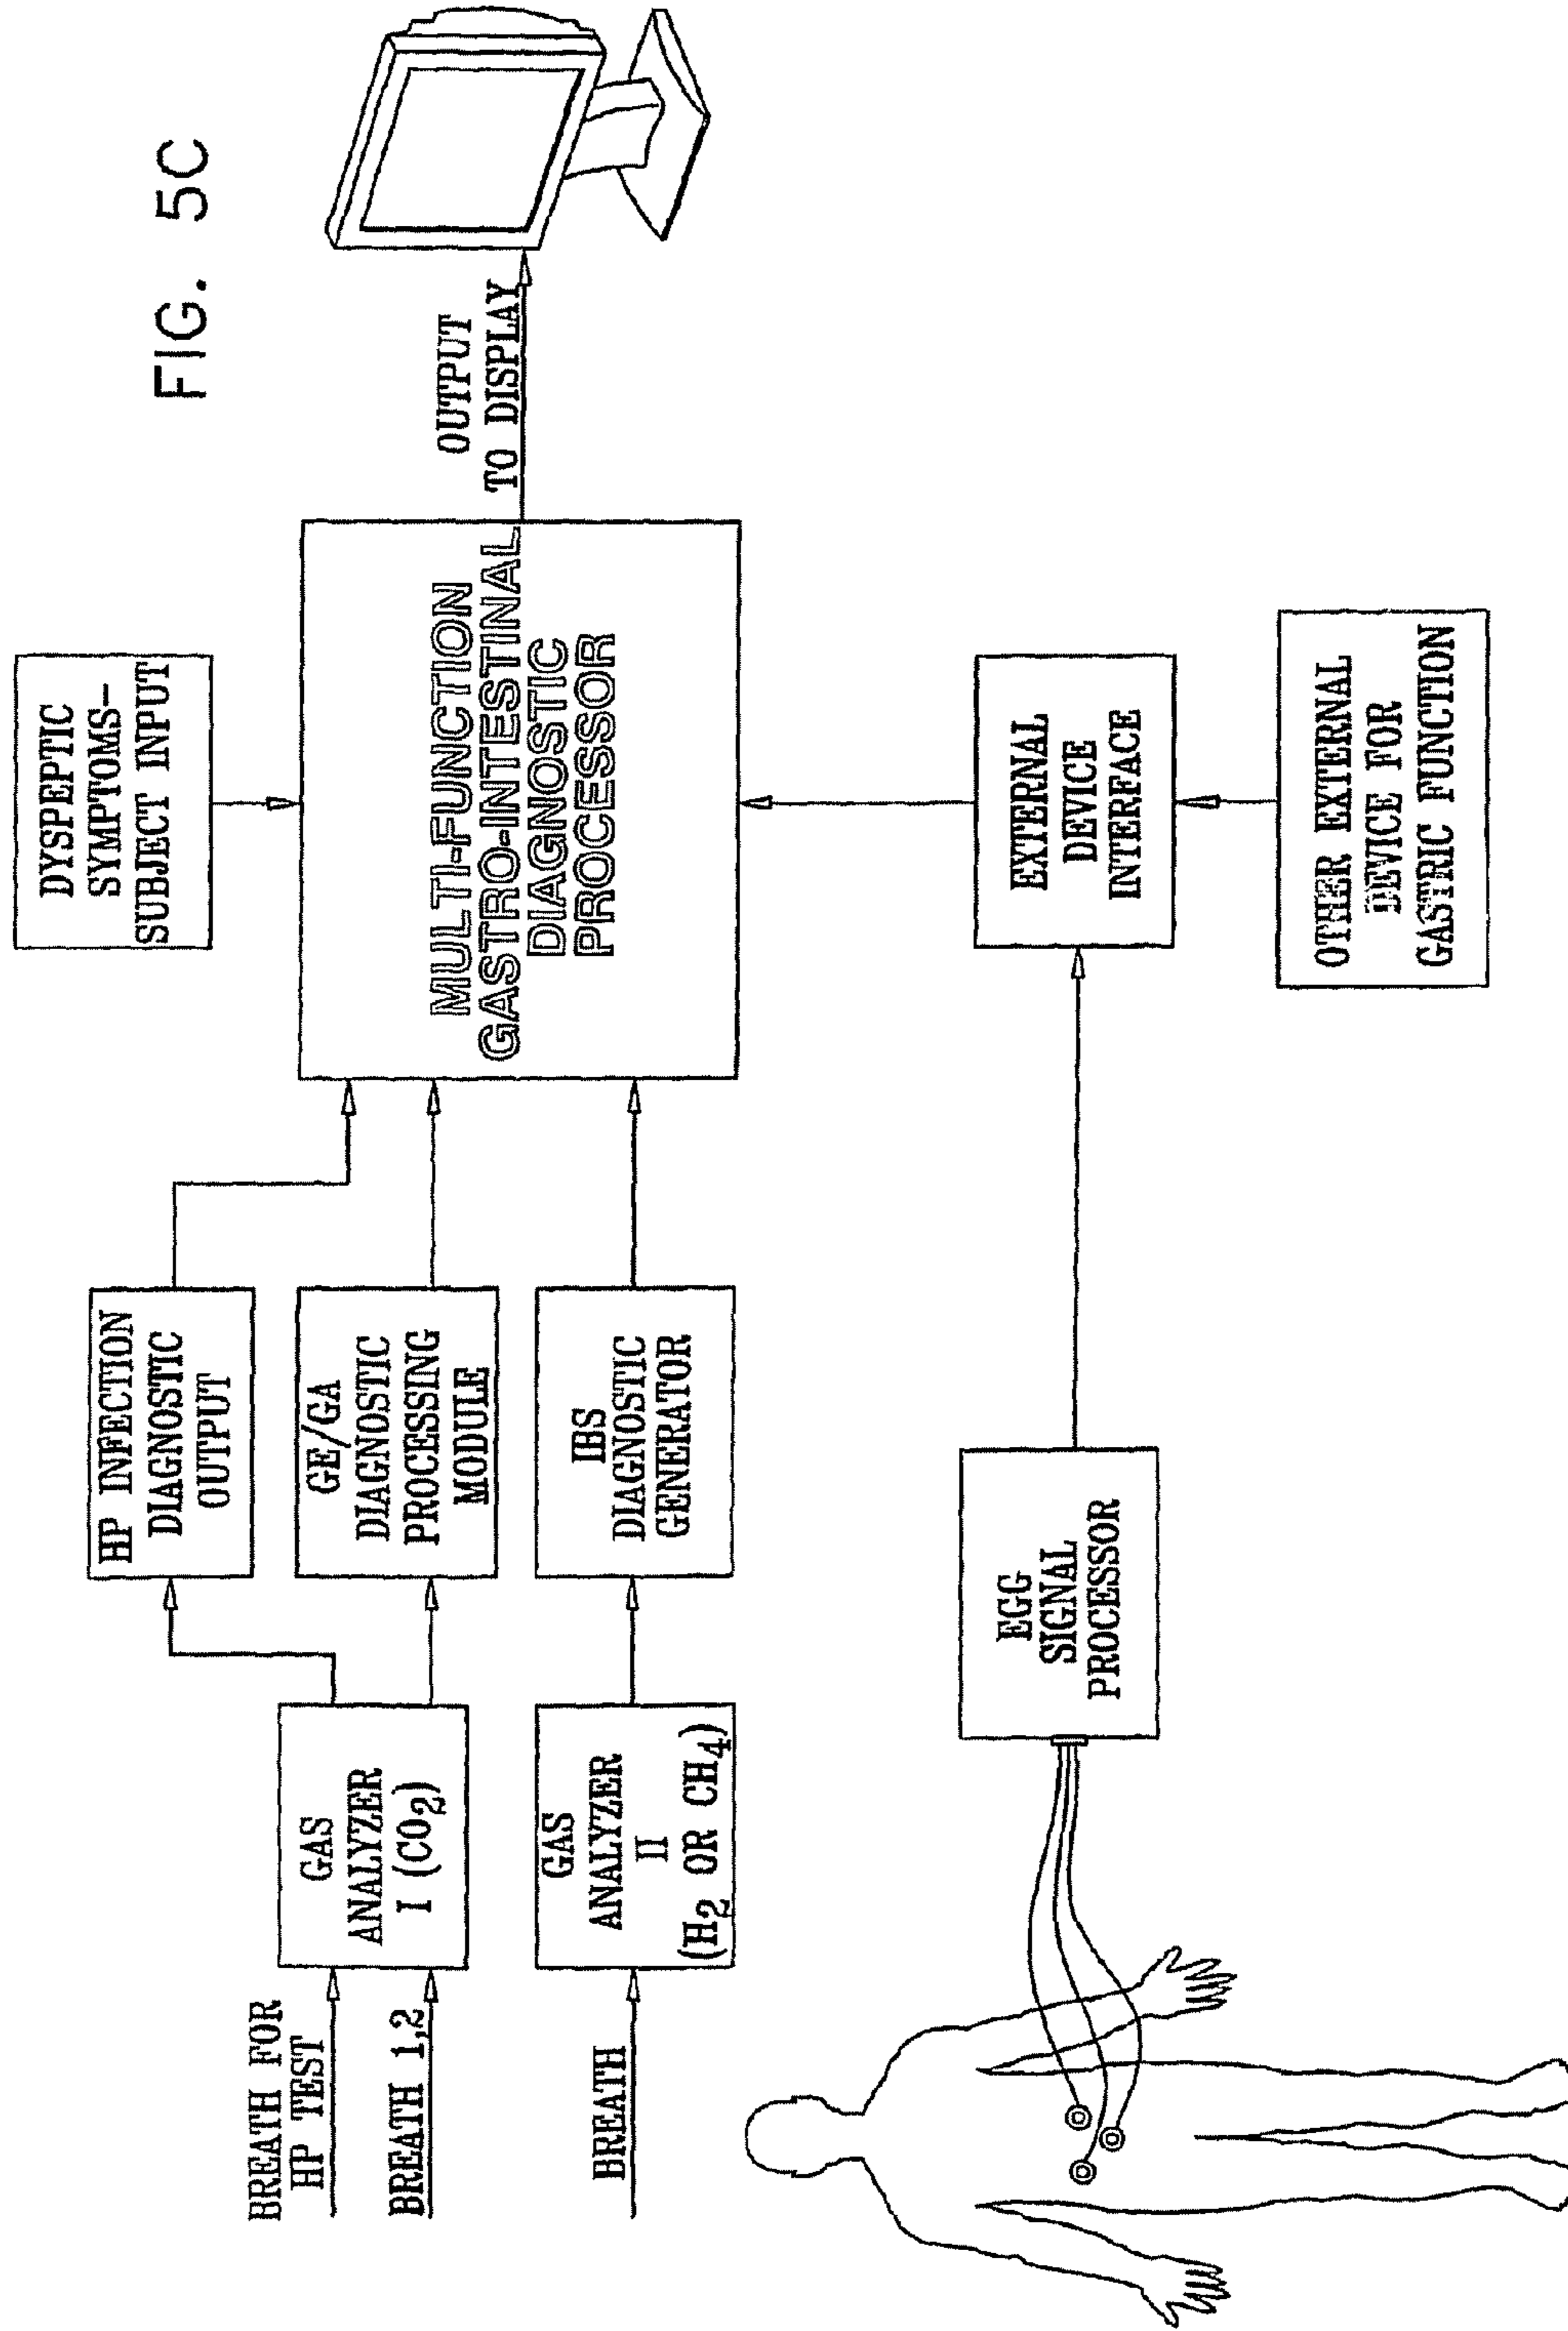 FIG. 5C
DYSPEPTIC
SYMPTOMS-
SUBJECT INPUT
BREATH FOR
HP TEST
BREATH 1,2
BREATH
GAS
ANALYZER
I (CO₂)
GAS
ANALYZER
II
(H₂ OR CH₄)
HP INFECTION
DIAGNOSTIC
OUTPUT
GE/GA
DIAGNOSTIC
PROCESSING
MODULE
IBS
DIAGNOSTIC
GENERATOR
MULTI-FUNCTION
GASTRO-INTESTINAL
DIAGNOSTIC
PROCESSOR
OUTPUT
TO DISPLAY
EGG
SIGNAL
PROCESSOR
EXTERNAL
DEVICE
INTERFACE
OTHER EXTERNAL
DEVICE FOR
GASTRIC FUNCTION